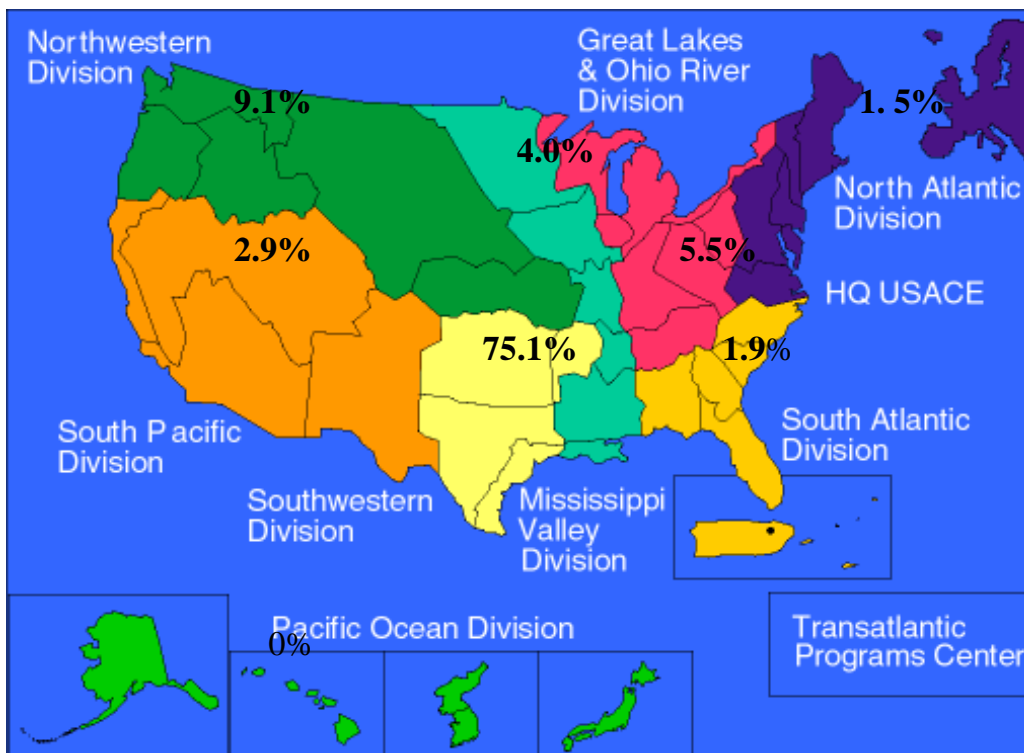 Northwestern
Division
9.1%
Great Lakes
& Ohio River
Division
4.0%
1. 5%
North Atlantic
Division
2.9%
5.5%
HQ USACE
75.1%
1.9%
South Pacific
Division
South Atlantic
Division
Southwestern
Division
Mississippi
Valley
Division
Pacific Ocean Division
0%
Transatlantic
Programs Center